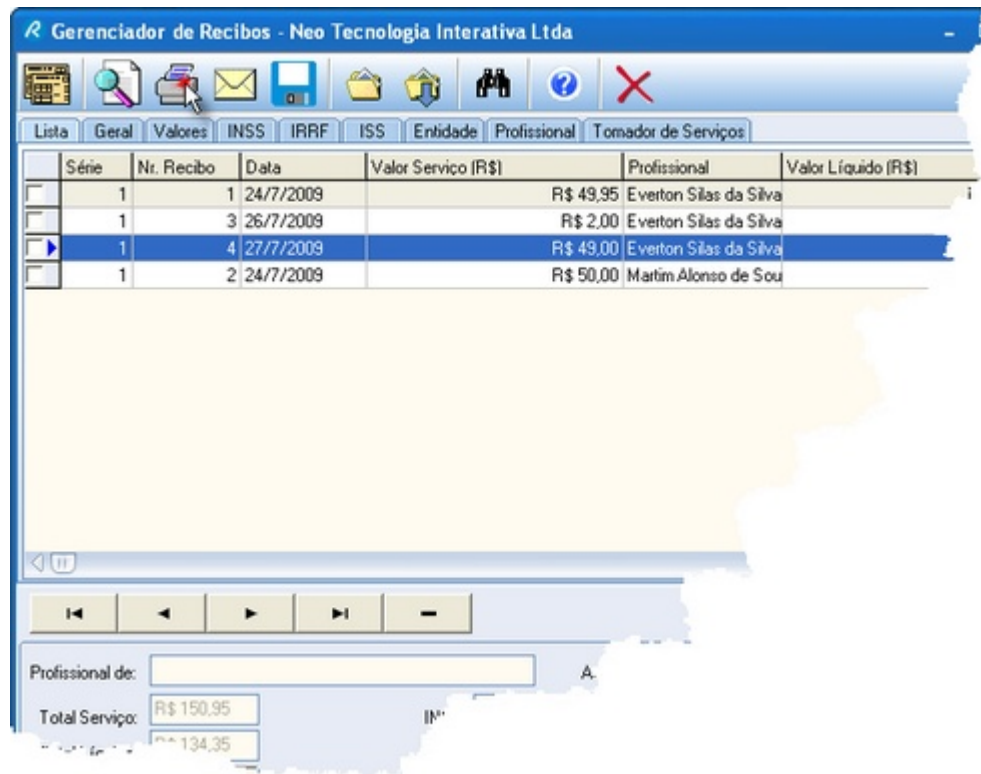 Gerenciador de Recibos - Neo Tecnologia Interativa Ltda
Lista Geral Valores INSS IRRF ISS Entidade Profissional Tomador de Serviços
Série Nr. Recibo Data Valor Serviço (R$) Profissional Valor Líquido (R$)
1 1 24/7/2009 R$ 49,95 Everton Silas da Silva
1 3 26/7/2009 R$ 2,00 Everton Silas da Silva
1 4 27/7/2009 R$ 49,00 Everton Silas da Silva
1 2 24/7/2009 R$ 50,00 Martim Alonso de Sou
Profissional de: A
Total Serviço: R$ 150,95
134,35